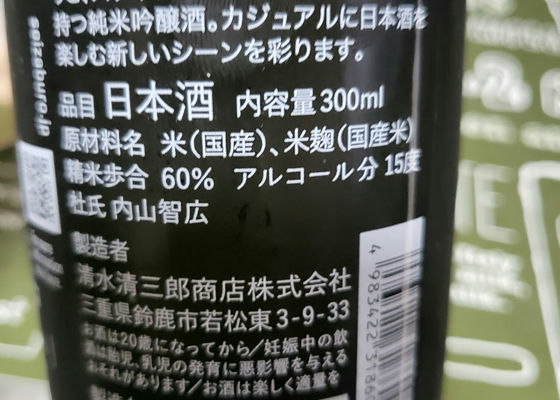 持つ純米吟醸酒。カジュアルに日本酒を
楽しむ新しいシーンを彩ります。
品目 日本酒 内容量 300ml
原材料名 米(国産)、米麹(国産米)
精米歩合 60% アルコール分 15度
杜氏 内山智広
製造者
清水清三郎商店株式会社
三重県鈴鹿市若松東3-9-33
お酒は20歳になってから/妊娠中の飲
酒は胎児、乳児の発育に悪影響を与える
おそれがあります/お酒は楽しく適量を
4 983422 3186